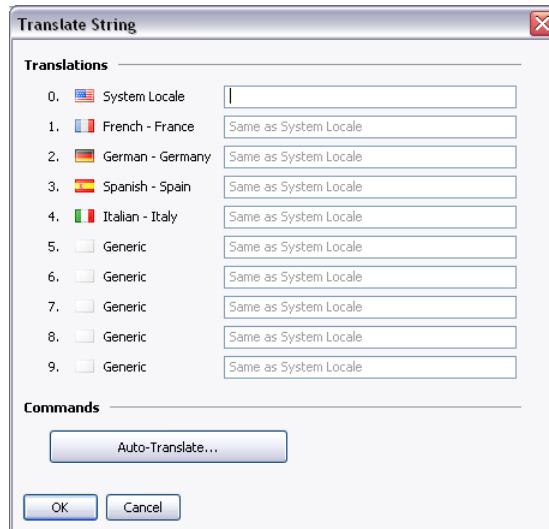 Translate String
Translations
0. System Locale
1. French - France Same as System Locale
2. German - Germany Same as System Locale
3. Spanish - Spain Same as System Locale
4. Italian - Italy Same as System Locale
5. Generic Same as System Locale
6. Generic Same as System Locale
7. Generic Same as System Locale
8. Generic Same as System Locale
9. Generic Same as System Locale
Commands
Auto-Translate...
OK Cancel